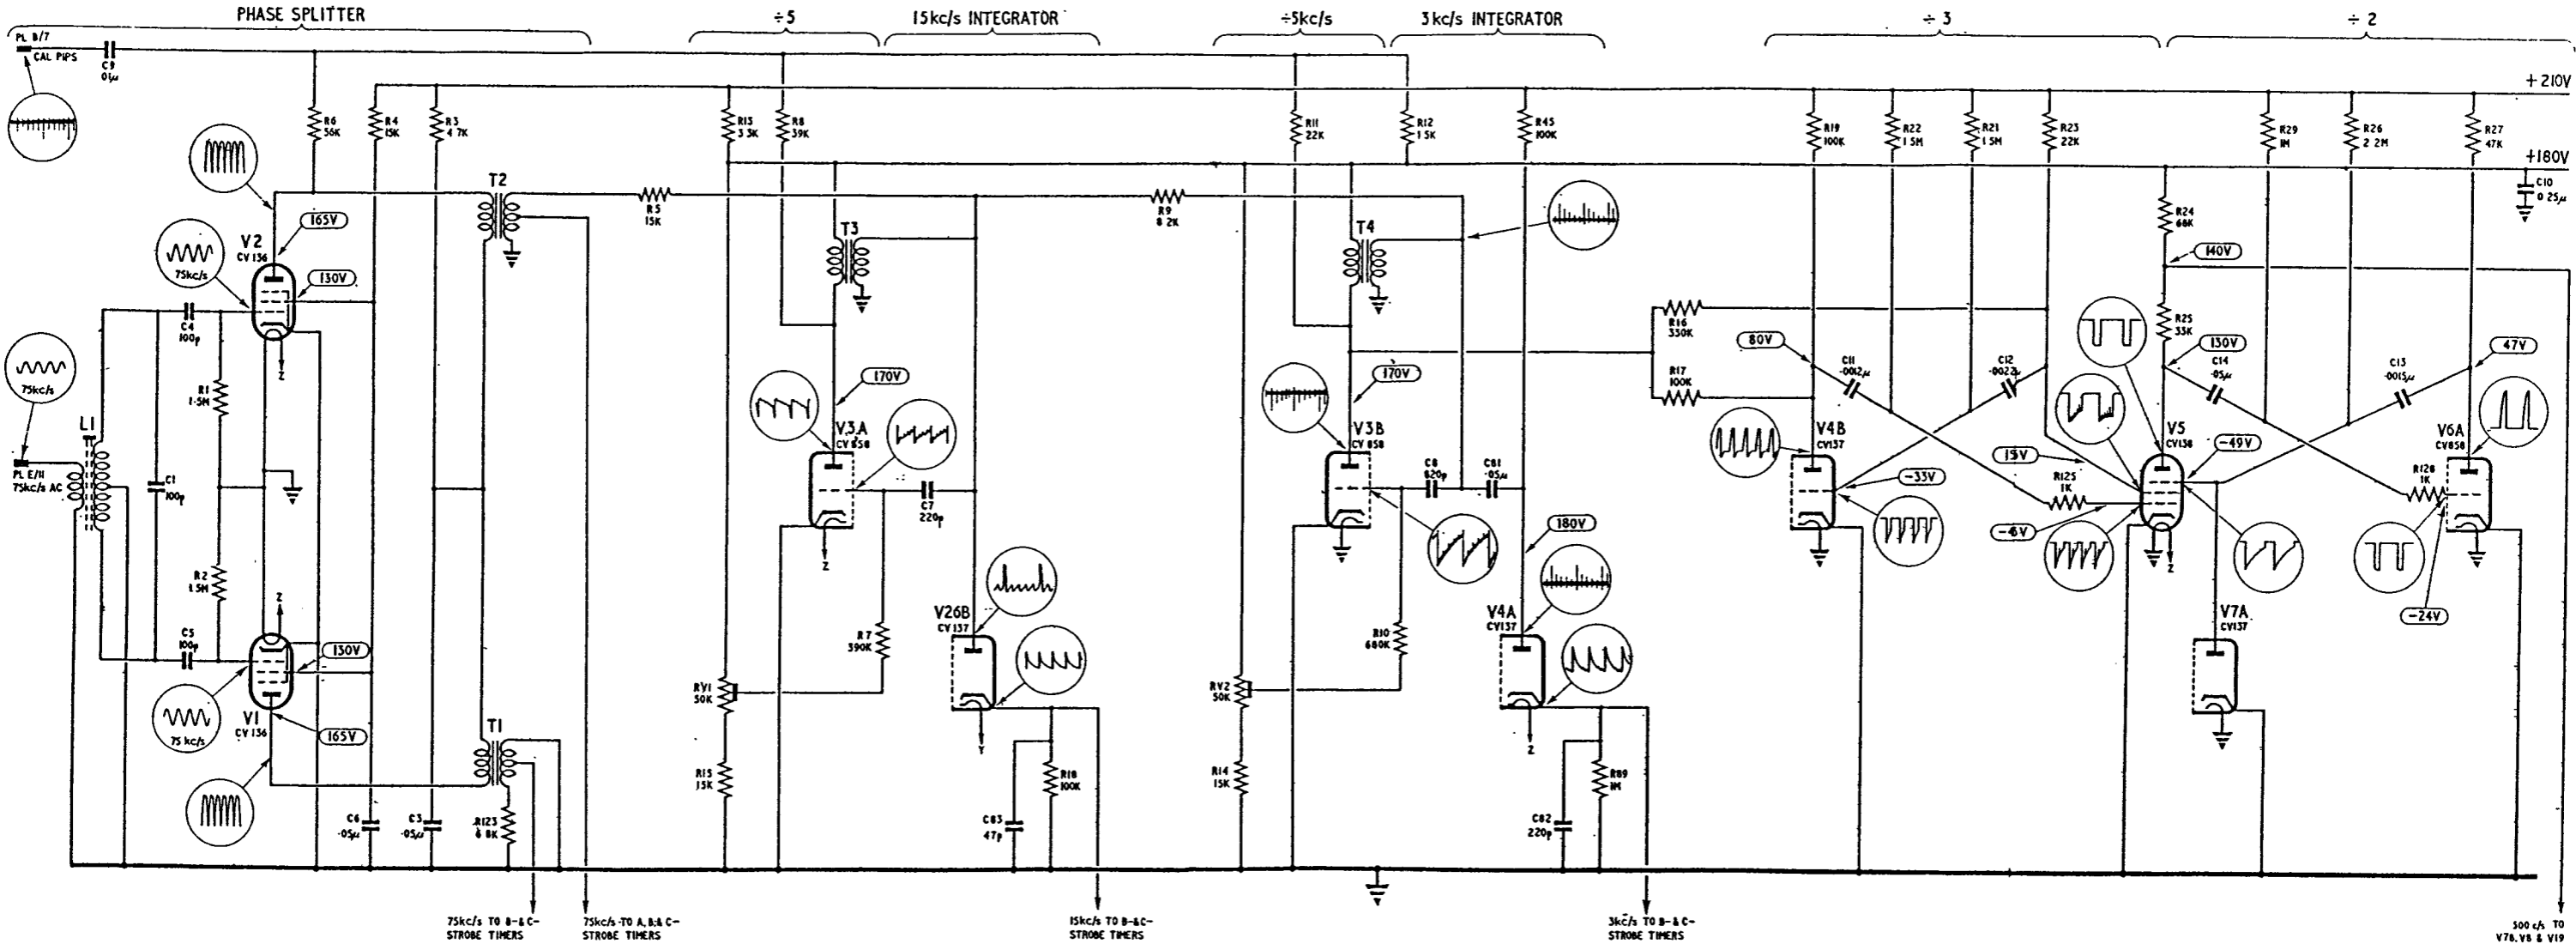 PHASE SPLITTER
÷5
15kc/s INTEGRATOR
÷5kc/s
3kc/s INTEGRATOR
÷ 3
÷ 2
PL B/7
CAL PIPS
C9
·01µ
+210V
R6
56K
R4
15K
R3
4·7K
R13
3·3K
R8
39K
R11
22K
R12
1·5K
R45
100K
R19
100K
R22
1·5M
R21
1·5M
R23
22K
R29
1M
R26
2·2M
R27
47K
+180V
C10
0·25µ
T2
R5
15K
R9
8·2K
R24
68K
165V
V2
CV136
75kc/s
130V
T3
T4
140V
C4
100p
R16
330K
R25
33K
75kc/s
R1
1·5M
80V
C11
·0012µ
C12
·0022µ
130V
C14
·05µ
C13
·0015µ
47V
170V
170V
R17
100K
L1
PL E/11
75kc/s AC
C1
100p
V3A
CV858
V3B
CV858
V4B
CV137
V5
CV138
-49V
V6A
CV858
15V
C7
220p
C8
820p
C81
·05µ
-33V
R125
1K
R128
1K
180V
-6V
Z
Z
Z
R2
1·5M
Z
C5
100p
130V
V26B
CV137
V4A
CV137
V7A
CV137
-24V
R7
390K
R10
680K
RV1
50K
RV2
50K
V1
CV136
75kc/s
165V
T1
Y
Z
R15
15K
R18
100K
R14
15K
R89
1M
C6
·05µ
C3
·05µ
R123
6·8K
C83
47p
C82
220p
75kc/s TO B-&C-
STROBE TIMERS
75kc/s TO A, B,& C-
STROBE TIMERS
15kc/s TO B-&C-
STROBE TIMERS
3kc/s TO B-&C-
STROBE TIMERS
500 c/s TO
V7B, V8 & V19